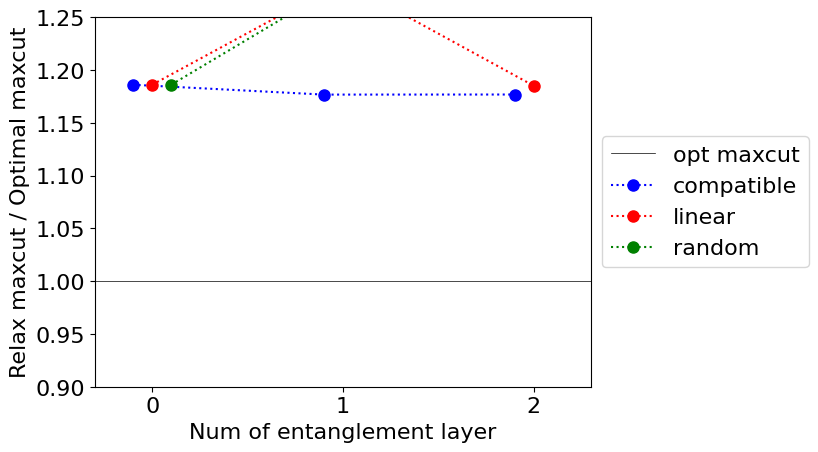 1.25
1.20
1.15
1.10
1.05
1.00
0.95
0.90
Relax maxcut / Optimal maxcut
0 1 2
Num of entanglement layer
opt maxcut
compatible
linear
random